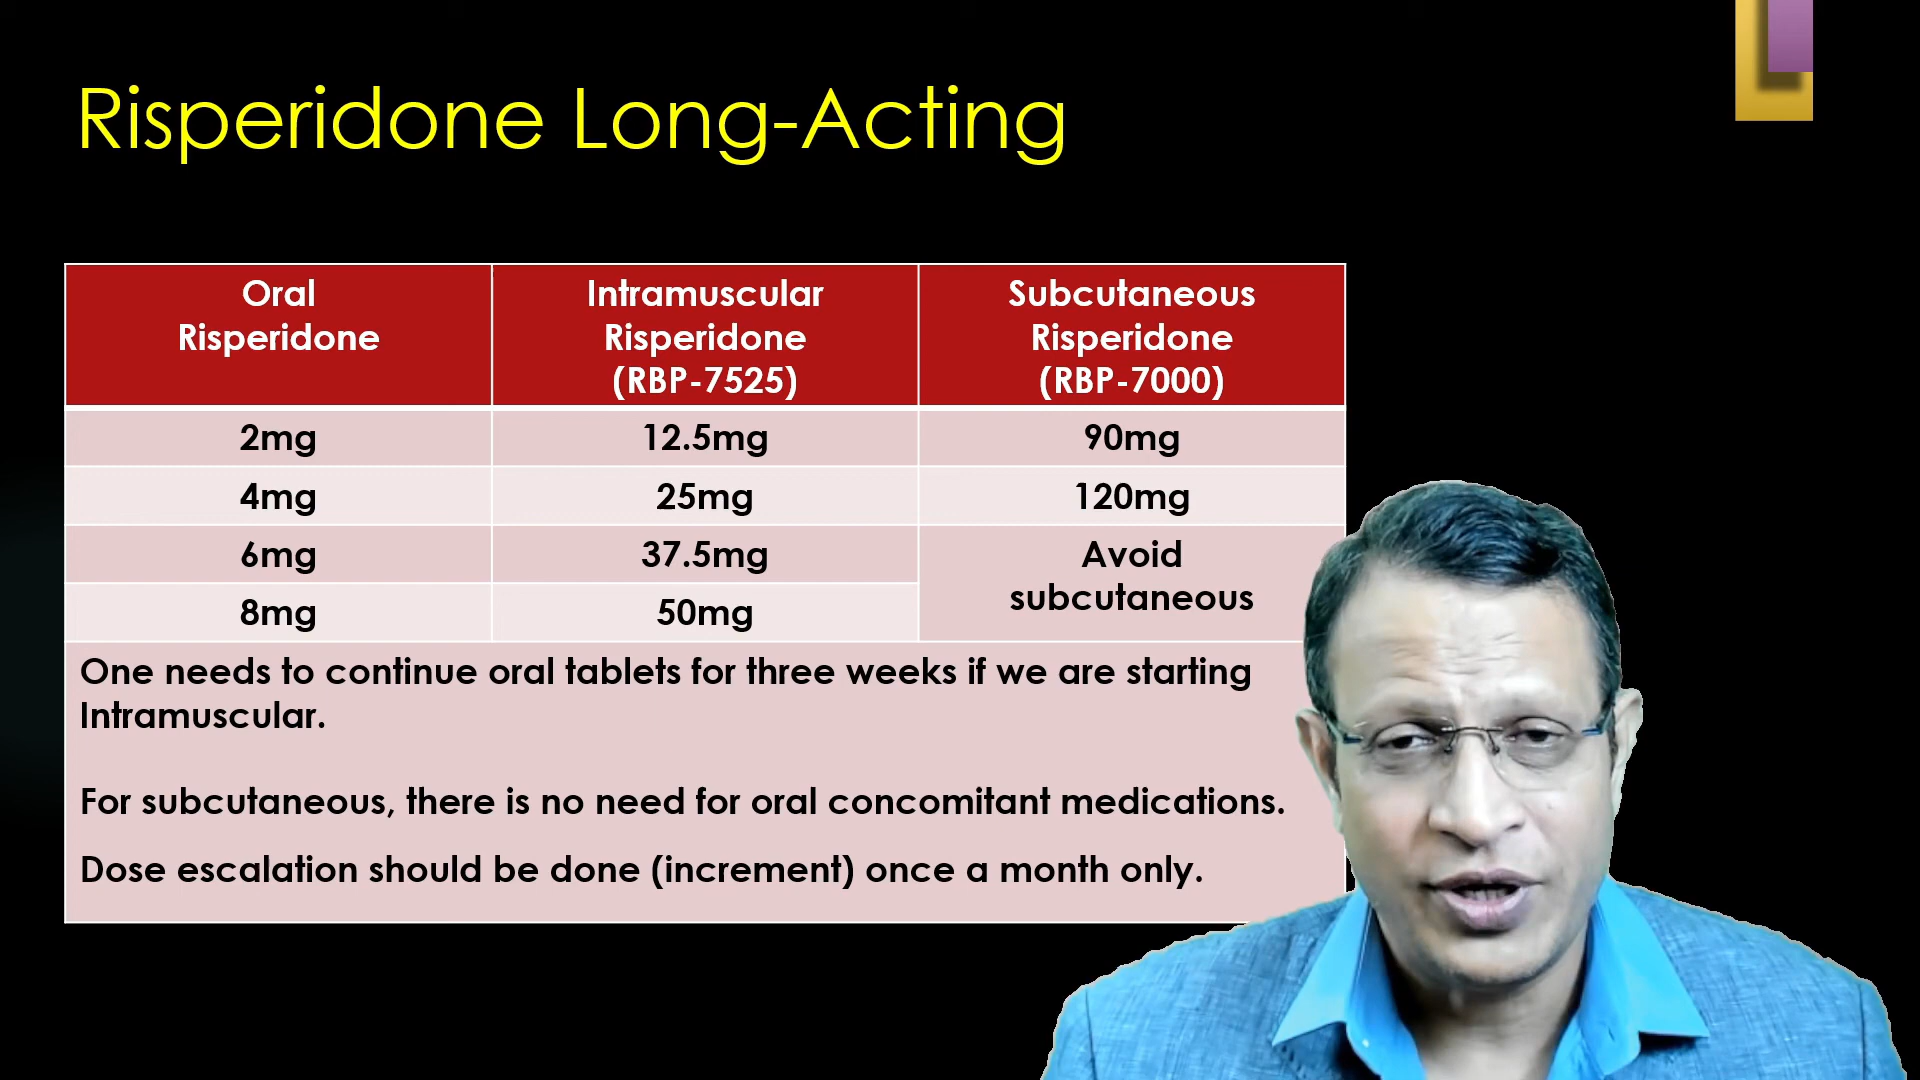 Risperidone Long-Acting
Oral
Risperidone
Intramuscular
Risperidone
(RBP-7525)
Subcutaneous
Risperidone
(RBP-7000)
2mg
12.5mg
90mg
4mg
25mg
120mg
6mg
37.5mg
Avoid
subcutaneous
8mg
50mg
One needs to continue oral tablets for three weeks if we are starting
Intramuscular.
For subcutaneous, there is no need for oral concomitant medications.
Dose escalation should be done (increment) once a month only.